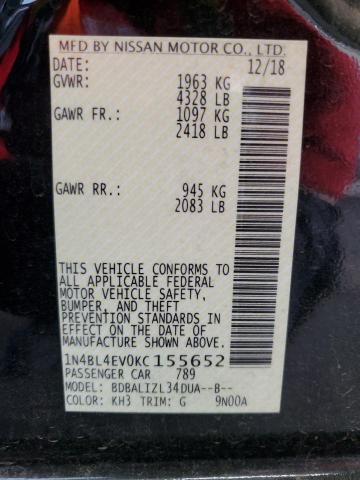 MFD BY NISSAN MOTOR CO., LTD.
DATE: 12/18
GVWR: 1963 KG
4328 LB
GAWR FR.: 1097 KG
2418 LB
GAWR RR.: 945 KG
2083 LB
THIS VEHICLE CONFORMS TO
ALL APPLICABLE FEDERAL
MOTOR VEHICLE SAFETY,
BUMPER, AND THEFT
PREVENTION STANDARDS IN
EFFECT ON THE DATE OF
MANUFACTURE SHOWN ABOVE.
1N4BL4EV0KC155652
PASSENGER CAR 789
MODEL: BDBALIZL34DUA--B--
COLOR: KH3 TRIM: G 9N00A